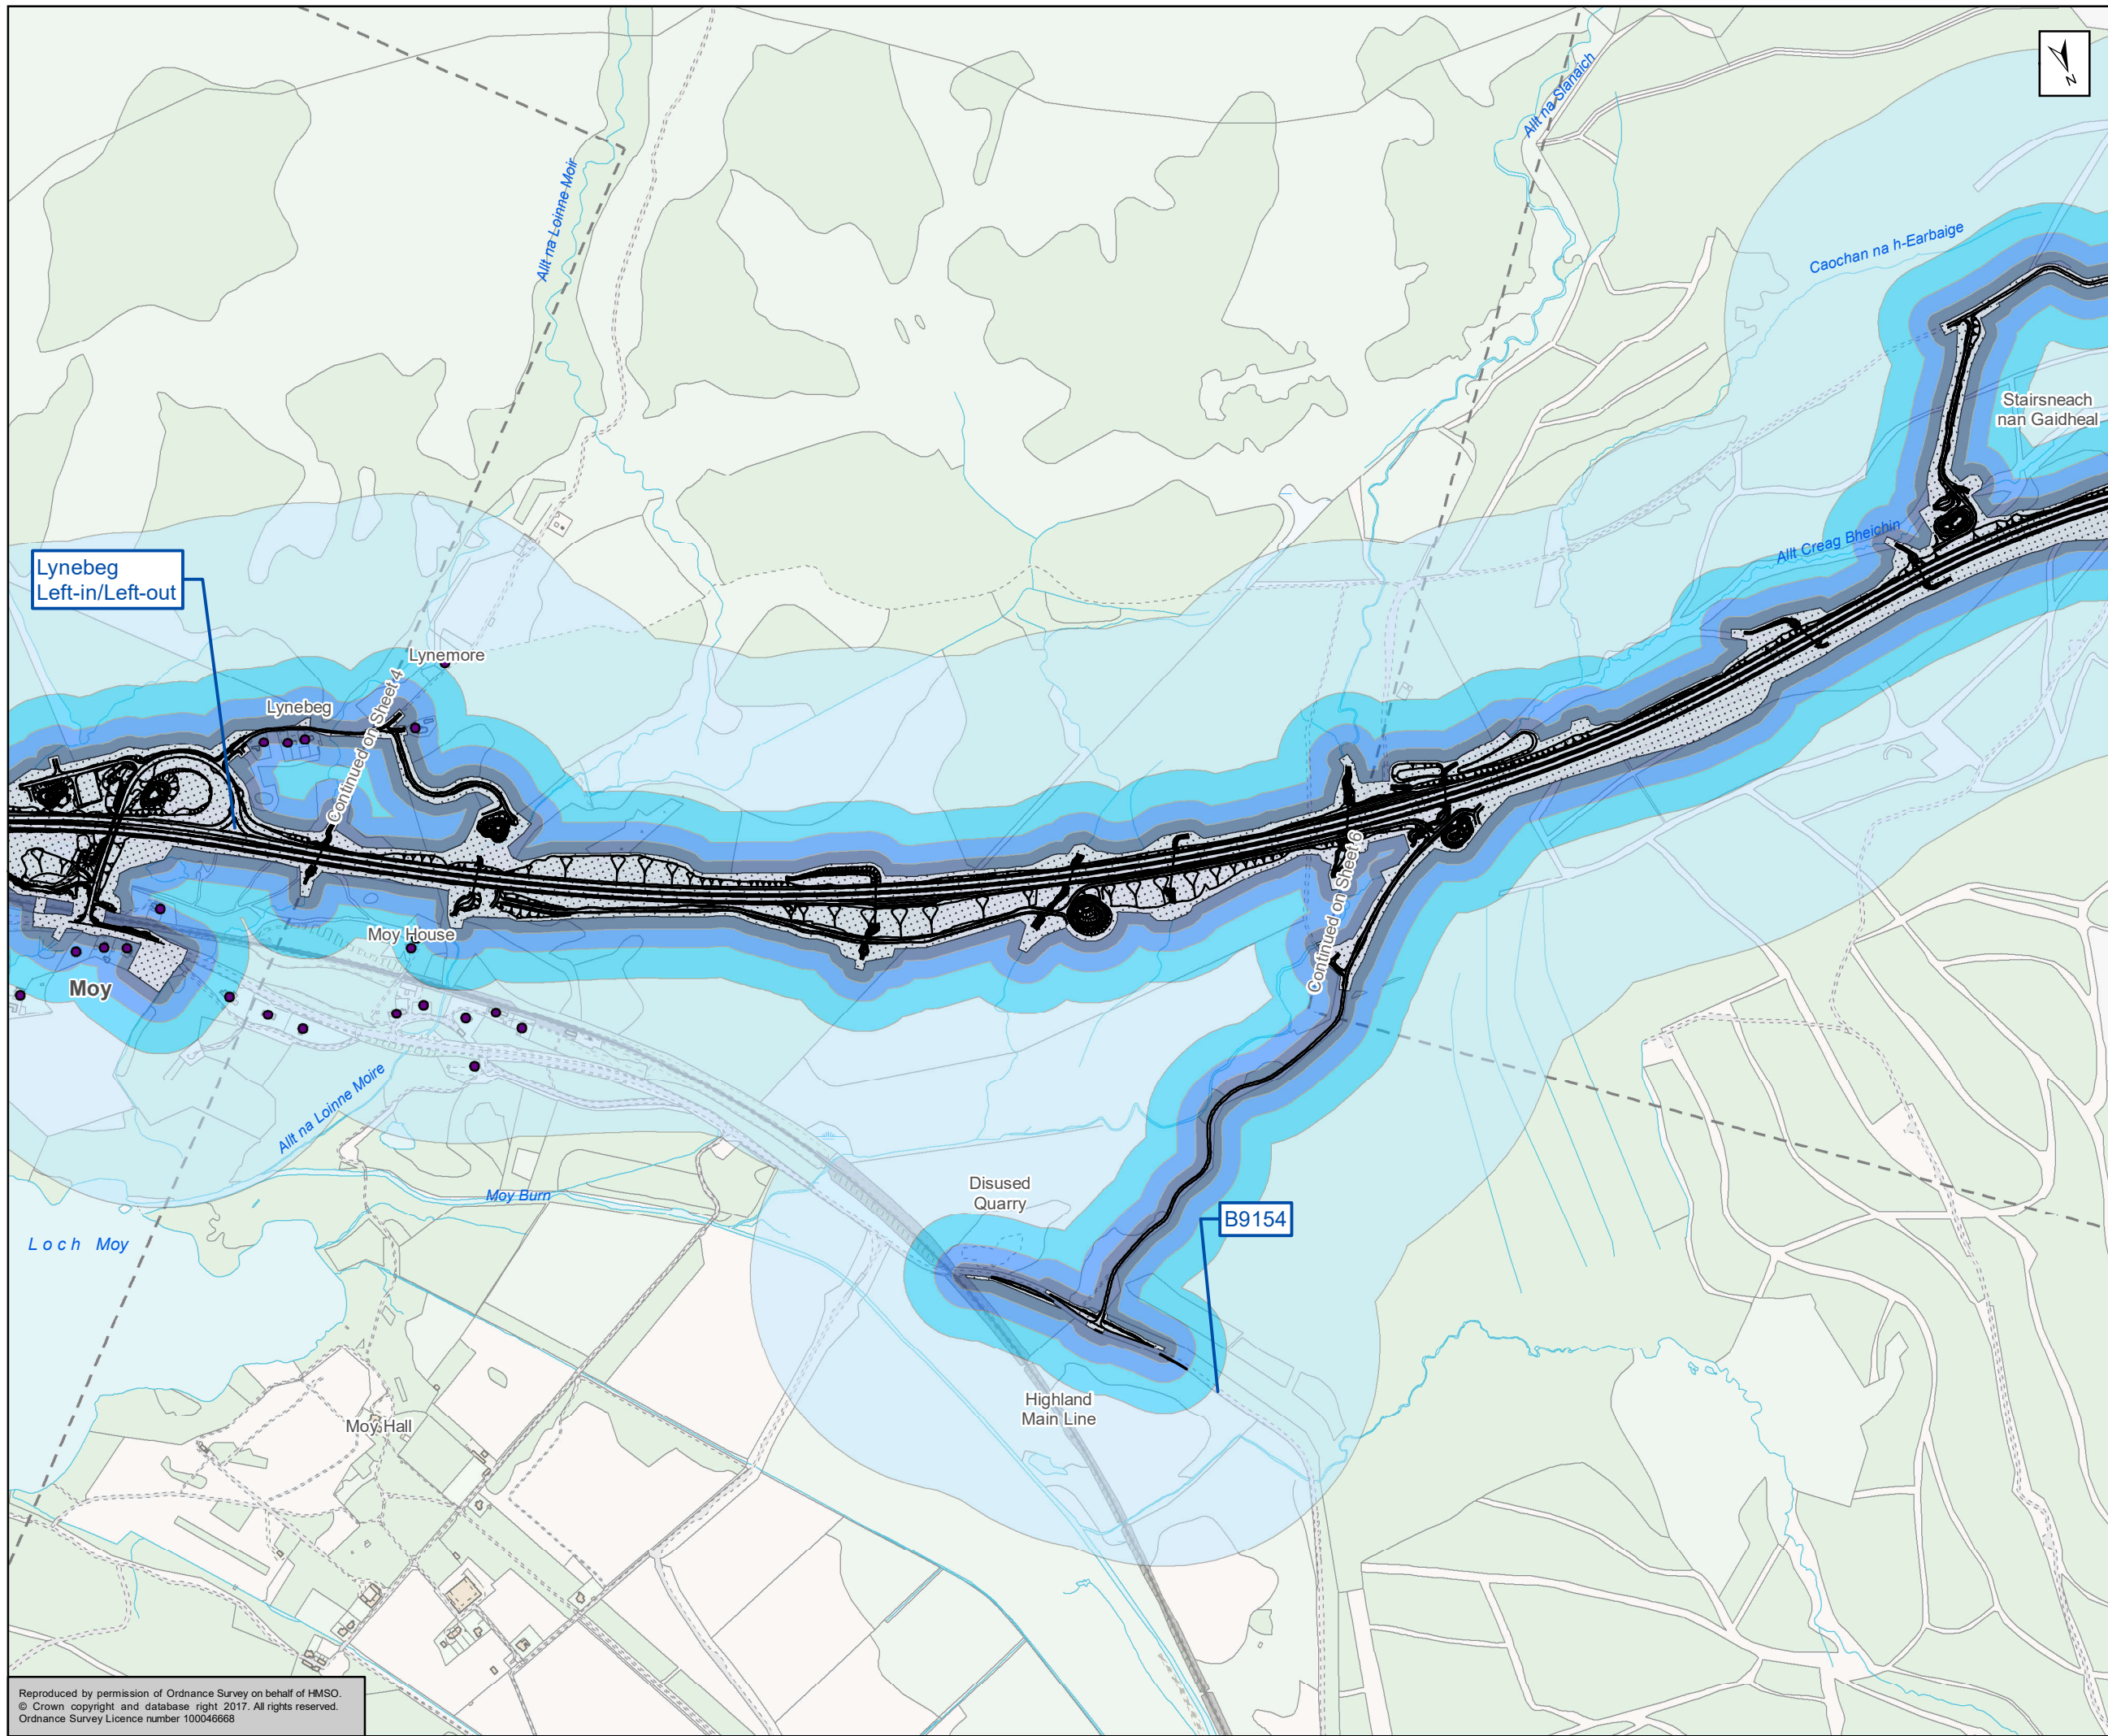 N
Allt na Slanaich
Allt na Loinne Moir
Caochan na h-Earbaige
Stairsneach
nan Gaidheal
Allt Creag Bheichin
Lynebeg
Left-in/Left-out
Lynemore
Lynebeg
Continued on Sheet 4
Continued on Sheet 6
Moy House
Moy
Allt na Loinne Moire
Moy Burn
Disused
Quarry
B9154
Loch Moy
Highland
Main Line
Moy Hall
Reproduced by permission of Ordnance Survey on behalf of HMSO.
© Crown copyright and database right 2017. All rights reserved.
Ordnance Survey Licence number 100046668